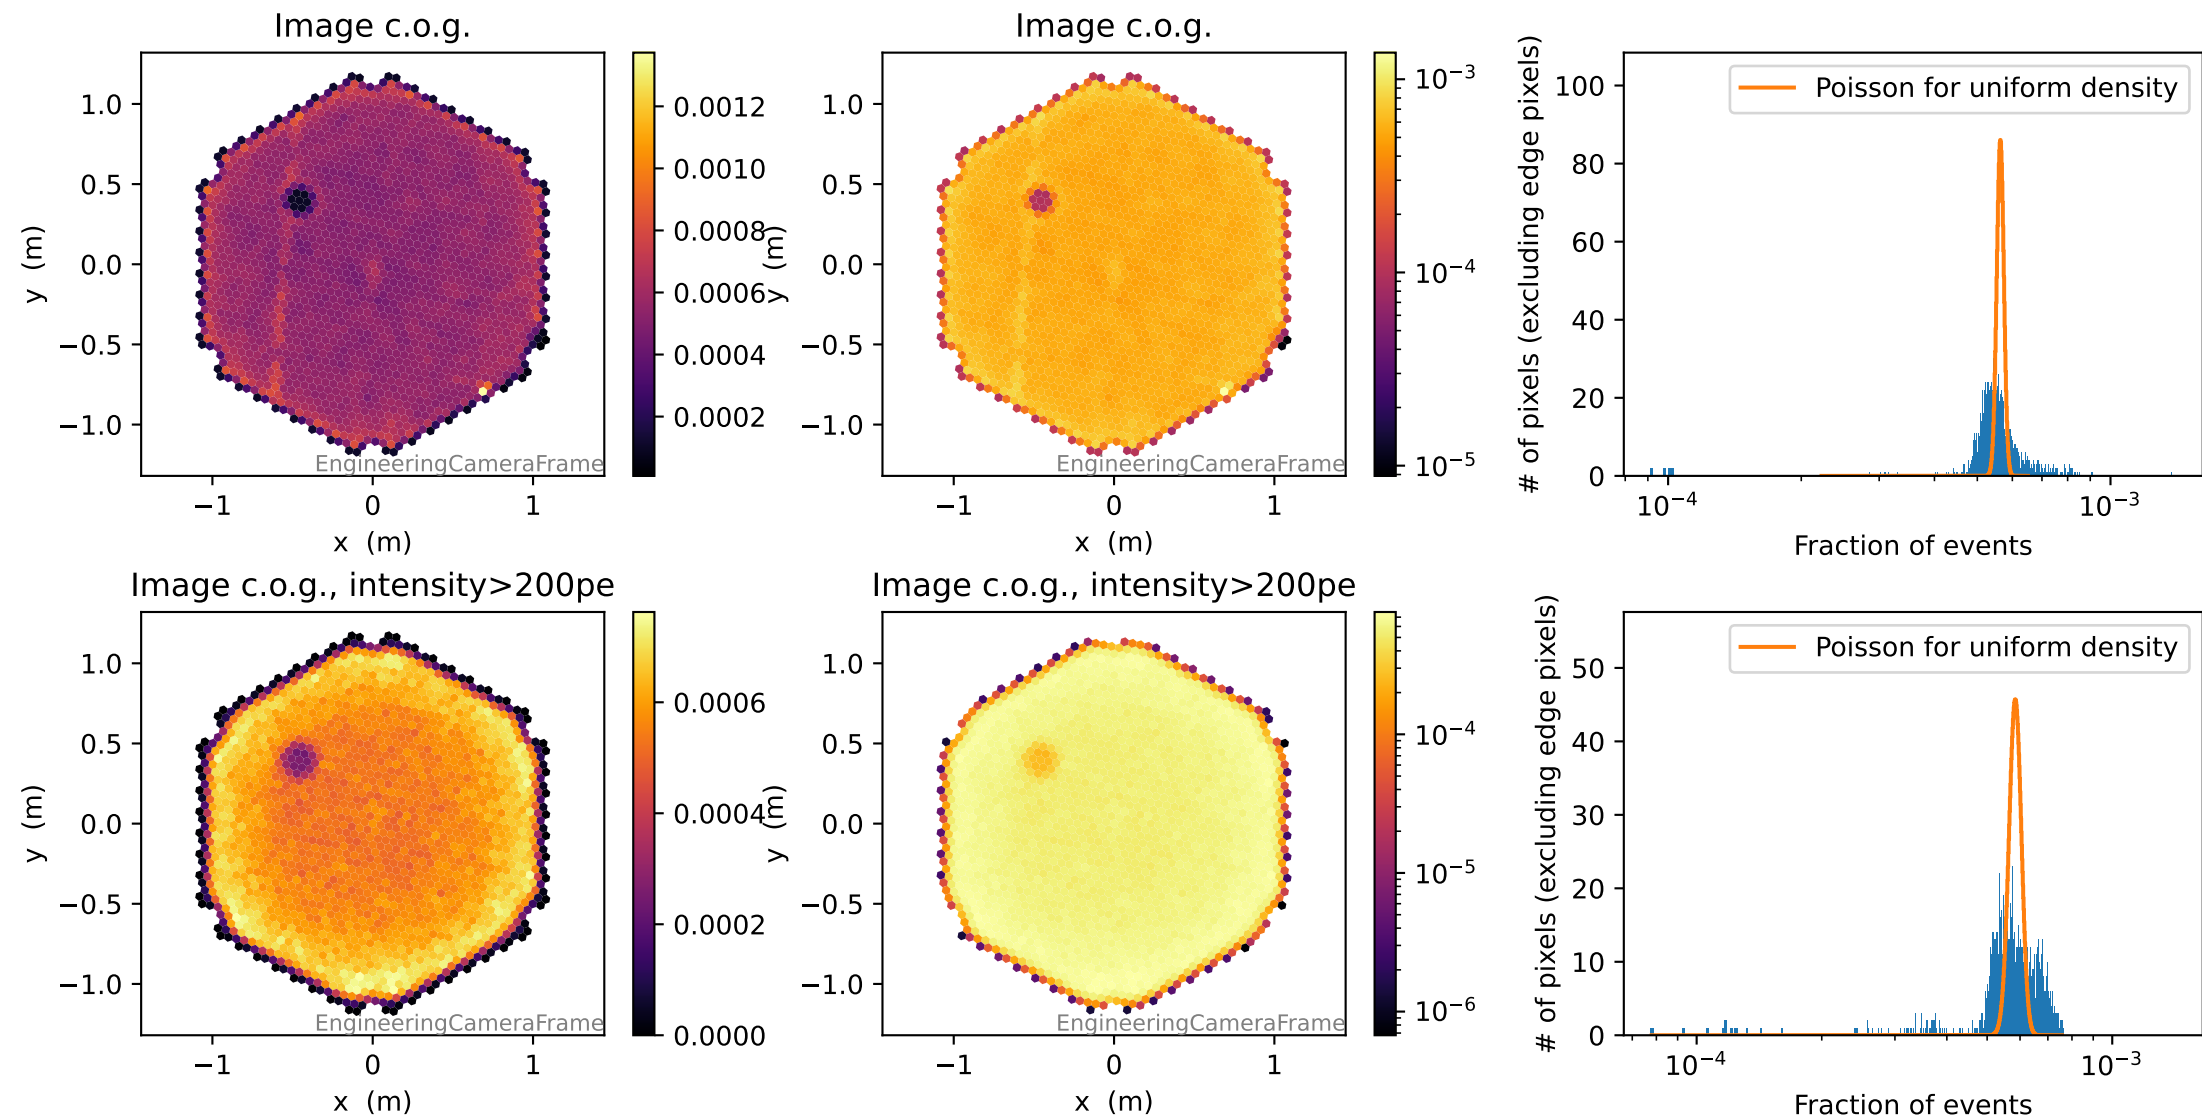 Image c.o.g.
y (m)
1.0
0.5
0.0
−0.5
−1.0
−1
0
1
x (m)
EngineeringCameraFrame
0.0012
0.0010
0.0008
0.0006
0.0004
0.0002
Image c.o.g.
y (m)
1.0
0.5
0.0
−0.5
−1.0
−1
0
1
x (m)
EngineeringCameraFrame
10⁻³
10⁻⁴
10⁻⁵
# of pixels (excluding edge pixels)
100
80
60
40
20
0
Poisson for uniform density
10⁻⁴
10⁻³
Fraction of events
Image c.o.g., intensity>200pe
y (m)
1.0
0.5
0.0
−0.5
−1.0
−1
0
1
x (m)
EngineeringCameraFrame
0.0006
0.0004
0.0002
0.0000
Image c.o.g., intensity>200pe
y (m)
1.0
0.5
0.0
−0.5
−1.0
−1
0
1
x (m)
EngineeringCameraFrame
10⁻⁴
10⁻⁵
10⁻⁶
# of pixels (excluding edge pixels)
50
40
30
20
10
0
Poisson for uniform density
10⁻⁴
10⁻³
Fraction of events